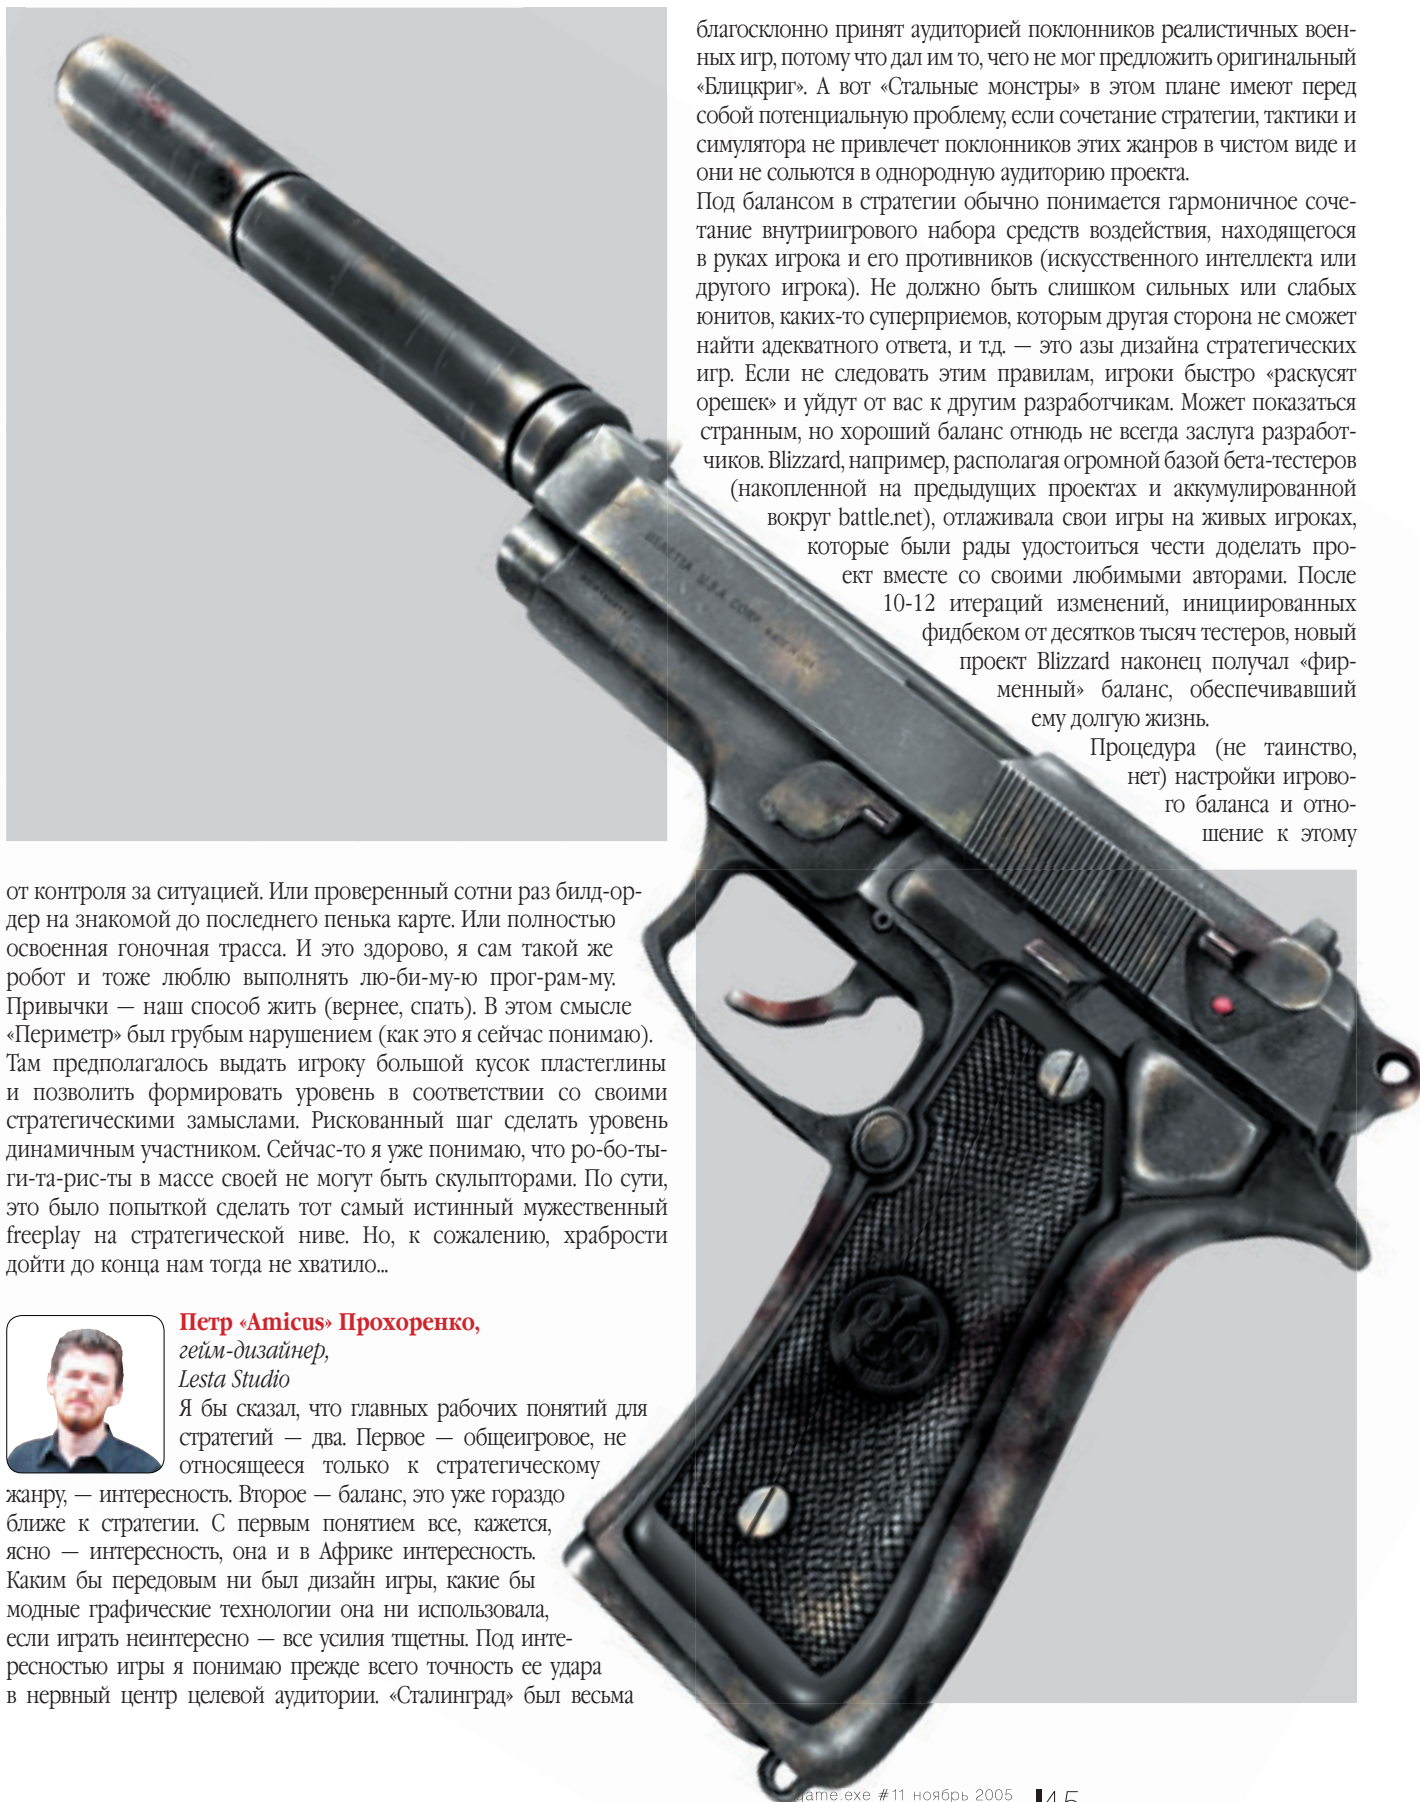 от контроля за ситуацией. Или проверенный сотни раз билд-ор-
дер на знакомой до последнего пенька карте. Или полностью
освоенная гоночная трасса. И это здорово, я сам такой же
робот и тоже люблю выполнять лю-би-му-ю прог-рам-му.
Привычки — наш способ жить (вернее, спать). В этом смысле
«Периметр» был грубым нарушением (как это я сейчас понимаю).
Там предполагалось выдать игроку большой кусок пластеглины
и позволить формировать уровень в соответствии со своими
стратегическими замыслами. Рискованный шаг сделать уровень
динамичным участником. Сейчас-то я уже понимаю, что ро-бо-ты-
ги-та-рис-ты в массе своей не могут быть скульпторами. По сути,
это было попыткой сделать тот самый истинный мужественный
freeplay на стратегической ниве. Но, к сожалению, храбрости
дойти до конца нам тогда не хватило...
Петр «Amicus» Прохоренко,
гейм-дизайнер,
Lesta Studio
Я бы сказал, что главных рабочих понятий для
стратегий — два. Первое — общеигровое, не
относящееся только к стратегическому
жанру, — интересность. Второе — баланс, это уже гораздо
ближе к стратегии. С первым понятием все, кажется,
ясно — интересность, она и в Африке интересность.
Каким бы передовым ни был дизайн игры, какие бы
модные графические технологии она ни использовала,
если играть неинтересно — все усилия тщетны. Под инте-
ресностью игры я понимаю прежде всего точность ее удара
в нервный центр целевой аудитории. «Сталинград» был весьма
благосклонно принят аудиторией поклонников реалистичных воен-
ных игр, потому что дал им то, чего не мог предложить оригинальный
«Блицкриг». А вот «Стальные монстры» в этом плане имеют перед
собой потенциальную проблему, если сочетание стратегии, тактики и
симулятора не привлечет поклонников этих жанров в чистом виде и
они не сольются в однородную аудиторию проекта.
Под балансом в стратегии обычно понимается гармоничное соче-
тание внутриигрового набора средств воздействия, находящегося
в руках игрока и его противников (искусственного интеллекта или
другого игрока). Не должно быть слишком сильных или слабых
юнитов, каких-то суперприемов, которым другая сторона не сможет
найти адекватного ответа, и т.д. — это азы дизайна стратегических
игр. Если не следовать этим правилам, игроки быстро «раскусят
орешек» и уйдут от вас к другим разработчикам. Может показаться
странным, но хороший баланс отнюдь не всегда заслуга разработ-
чиков. Blizzard, например, располагая огромной базой бета-тестеров
(накопленной на предыдущих проектах и аккумулированной
вокруг battle.net), отлаживала свои игры на живых игроках,
которые были рады удостоиться чести доделать про-
ект вместе со своими любимыми авторами. После
10-12 итераций изменений, инициированных
фидбеком от десятков тысяч тестеров, новый
проект Blizzard наконец получал «фир-
менный» баланс, обеспечивавший
ему долгую жизнь.
Процедура (не таинство,
нет) настройки игрово-
го баланса и отно-
шение к этому
U.S.A. CORP
game.exe #11 ноябрь 2005 45